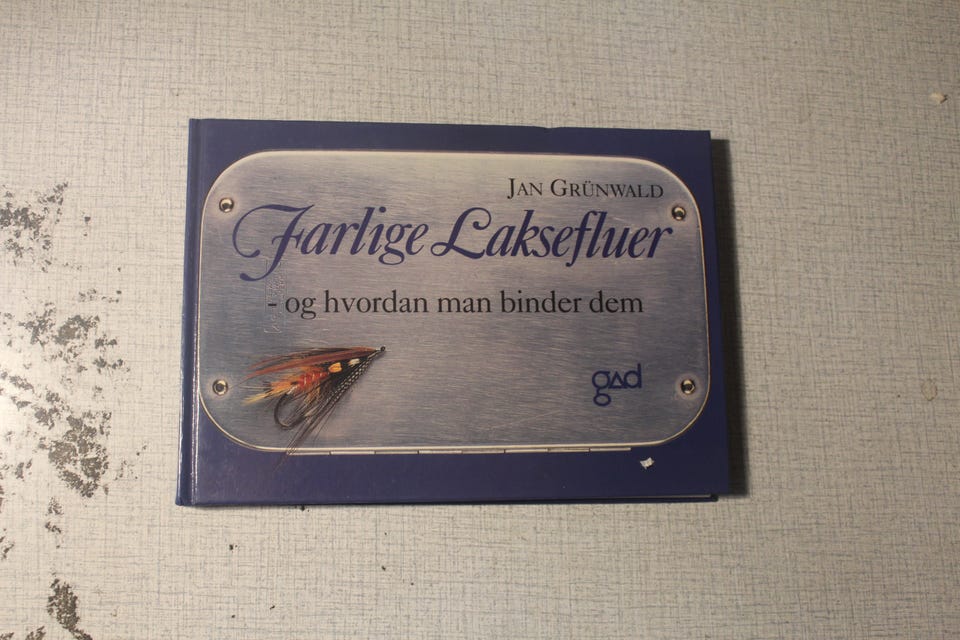 JAN GRÜNWALD
Farlige Laksefluer
- og hvordan man binder dem
gad